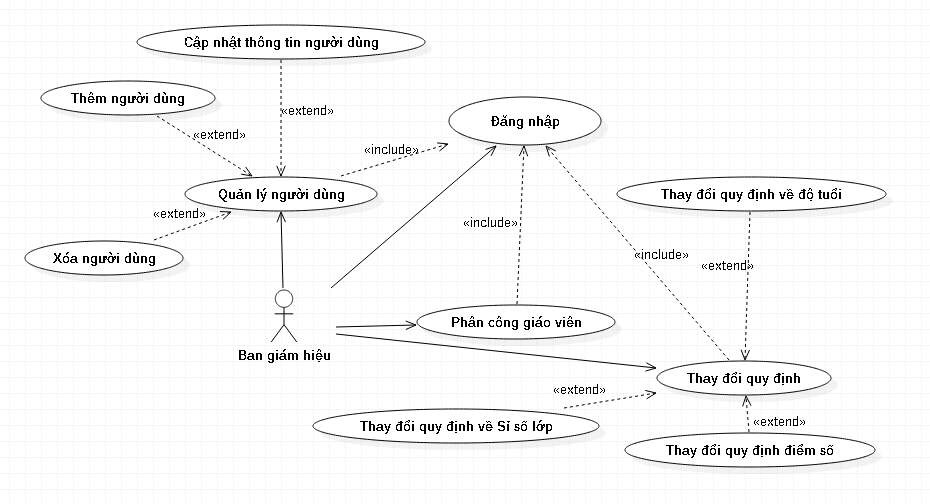 Cập nhật thông tin người dùng
Thêm người dùng
«extend»
«extend»
Đăng nhập
«include»
Quản lý người dùng
Thay đổi quy định về độ tuổi
«extend»
«include»
Xóa người dùng
«include»
«extend»
Phân công giáo viên
Ban giám hiệu
Thay đổi quy định
«extend»
Thay đổi quy định về Sỉ số lớp
«extend»
Thay đổi quy định điểm số